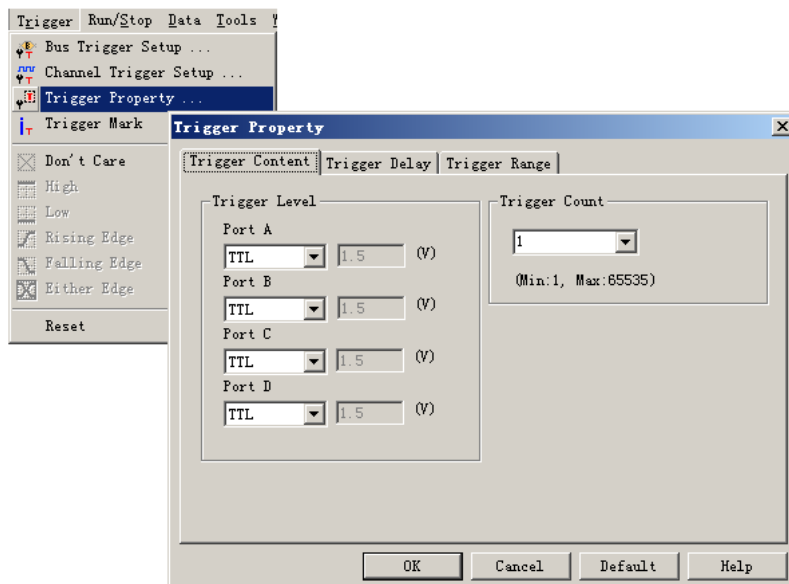 Trigger Run/Stop Data Tools
Bus Trigger Setup ...
Channel Trigger Setup ...
Trigger Property ...
Trigger Mark
Don't Care
High
Low
Rising Edge
Falling Edge
Either Edge
Reset
Trigger Property
Trigger Content Trigger Delay Trigger Range
Trigger Level
Port A
TTL 1.5 (V)
Port B
TTL 1.5 (V)
Port C
TTL 1.5 (V)
Port D
TTL 1.5 (V)
Trigger Count
1
(Min:1, Max:65535)
OK Cancel Default Help